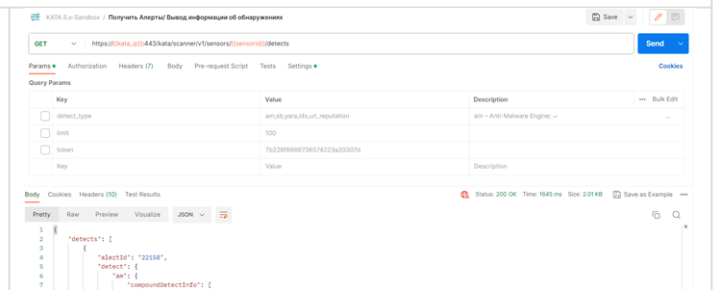 KATA 5.x-Sandbox / Получить Алерты/ Вывод информации об обнаружениях
Save
GET https://{{kata_ip}}:443/kata/scanner/v1/sensors/{{sensorId}}/detects Send
Params Authorization Headers (7) Body Pre-request Script Tests Settings Cookies
Query Params
Key Value Description Bulk Edit
detect_type am,sb,yara,ids,url_reputation am – Anti-Malware Engine;
limit 100
token
Key Value Description
Body Cookies Headers (10) Test Results Status: 200 OK Time: 1645 ms Size: 2.01 KB Save as Example
Pretty Raw Preview Visualize JSON
1 {
2 "detects": [
3 {
4 "alertId": "22158",
5 "detect": {
6 "am": {
7 "compoundDetectInfo": [